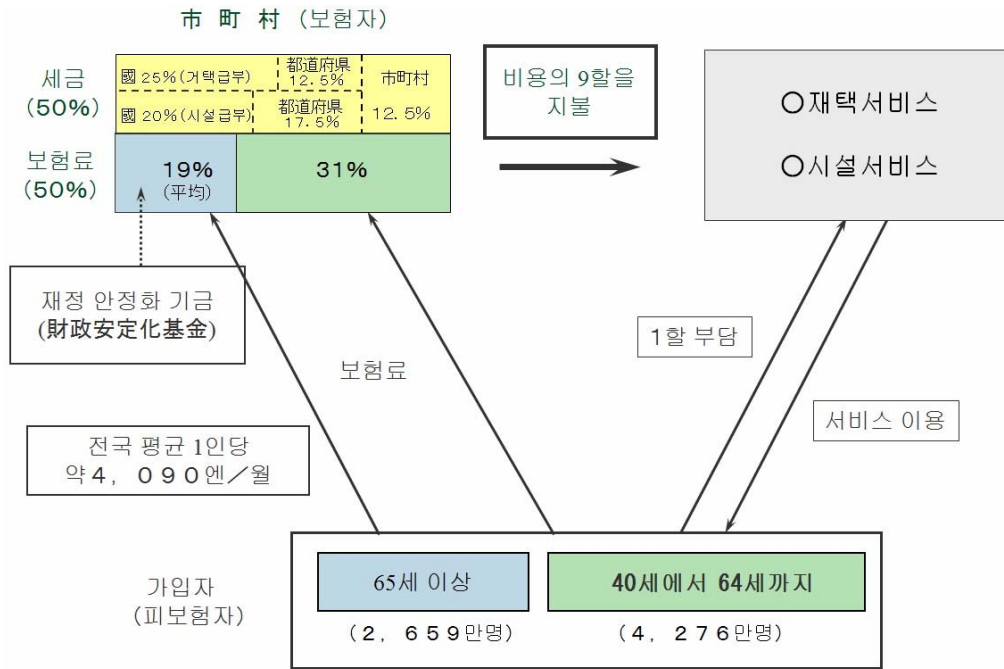 市 町 村 (보험자)
세금
(50%)
國 25%(거택급부)
都道府県
12.5%
市町村
12.5%
國 20%(시설급부)
都道府県
17.5%
보험료
(50%)
19%
(平均)
31%
비용의 9할을
지불
○재택서비스
○시설서비스
재정 안정화 기금
(財政安定化基金)
보험료
1할 부담
서비스 이용
전국 평균 1인당
약４，０９０엔／월
가입자
(피보험자)
65세 이상
40세에서 64세까지
(２，６５９만명)
(４，２７６만명)